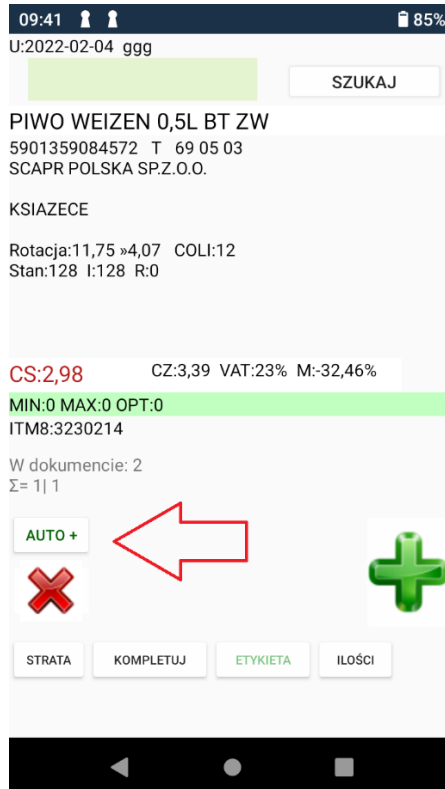 09:41 85%
U:2022-02-04 ggg
SZUKAJ
PIWO WEIZEN 0,5L BT ZW
5901359084572 T 69 05 03
SCAPR POLSKA SP.Z.O.O.
KSIAZECE
Rotacja:11,75 »4,07 COLI:12
Stan:128 I:128 R:0
CS:2,98 CZ:3,39 VAT:23% M:-32,46%
MIN:0 MAX:0 OPT:0
ITM8:3230214
W dokumencie: 2
Σ= 1| 1
AUTO +
STRATA KOMPLETUJ ETYKIETA ILOŚCI